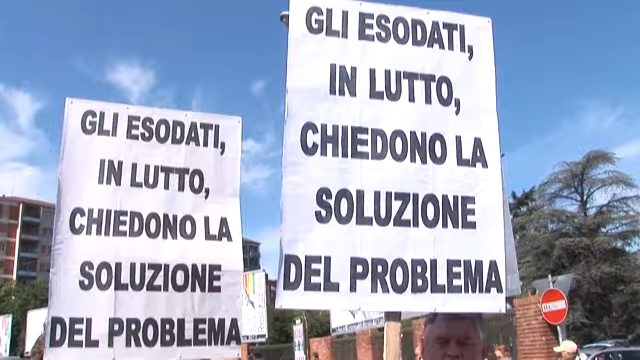 GLI ESODATI,
IN LUTTO,
CHIEDONO LA
SOLUZIONE
DEL PROBLEMA
GLI ESODATI,
IN LUTTO,
CHIEDONO LA
SOLUZIONE
DEL PROBLEMA